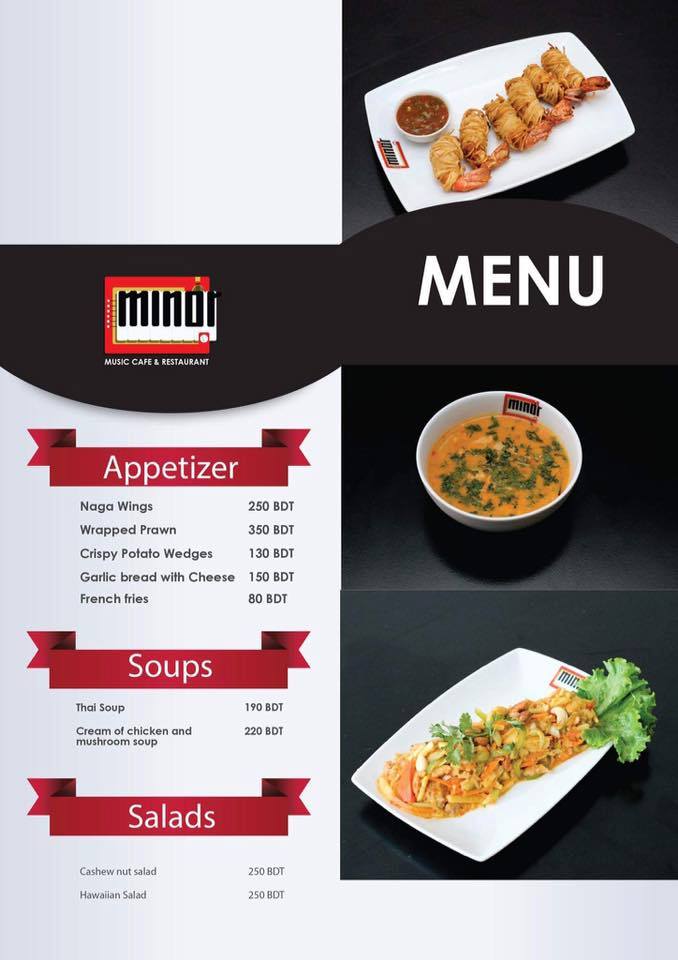 MENU
minor
MUSIC CAFE & RESTAURANT
Appetizer
Naga Wings 250 BDT
Wrapped Prawn 350 BDT
Crispy Potato Wedges 130 BDT
Garlic bread with Cheese 150 BDT
French fries 80 BDT
Soups
Thai Soup 190 BDT
Cream of chicken and 220 BDT
mushroom soup
Salads
Cashew nut salad 250 BDT
Hawaiian Salad 250 BDT
minor
minor